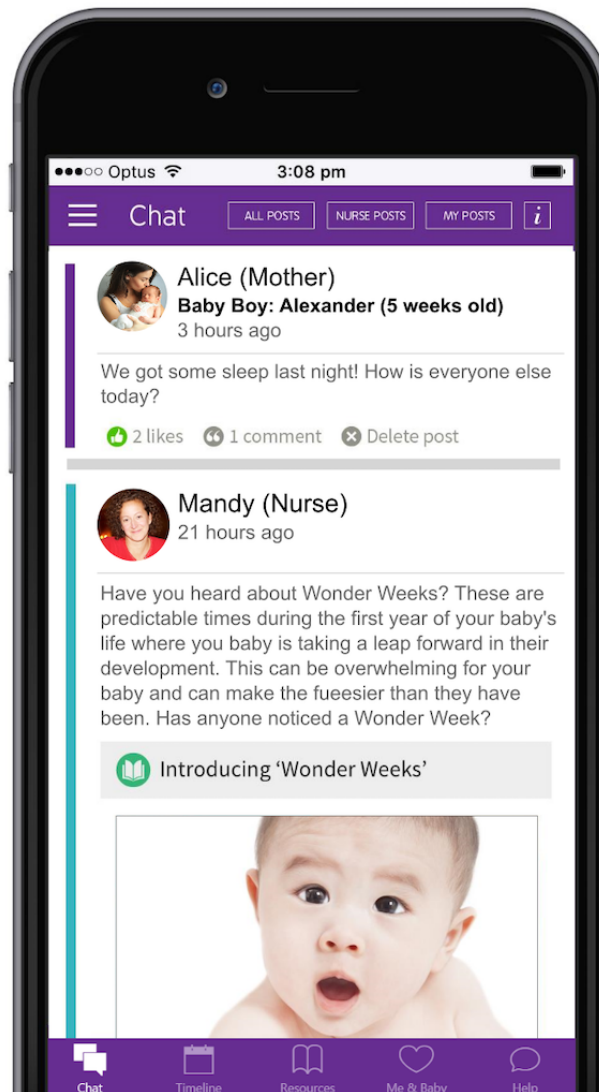 Optus 3:08 pm
Chat ALL POSTS NURSE POSTS MY POSTS i
Alice (Mother)
Baby Boy: Alexander (5 weeks old)
3 hours ago
We got some sleep last night! How is everyone else
today?
2 likes 1 comment Delete post
Mandy (Nurse)
21 hours ago
Have you heard about Wonder Weeks? These are
predictable times during the first year of your baby's
life where you baby is taking a leap forward in their
development. This can be overwhelming for your
baby and can make the fueesier than they have
been. Has anyone noticed a Wonder Week?
Introducing ‘Wonder Weeks’
Chat Timeline Resources Me & Baby Help